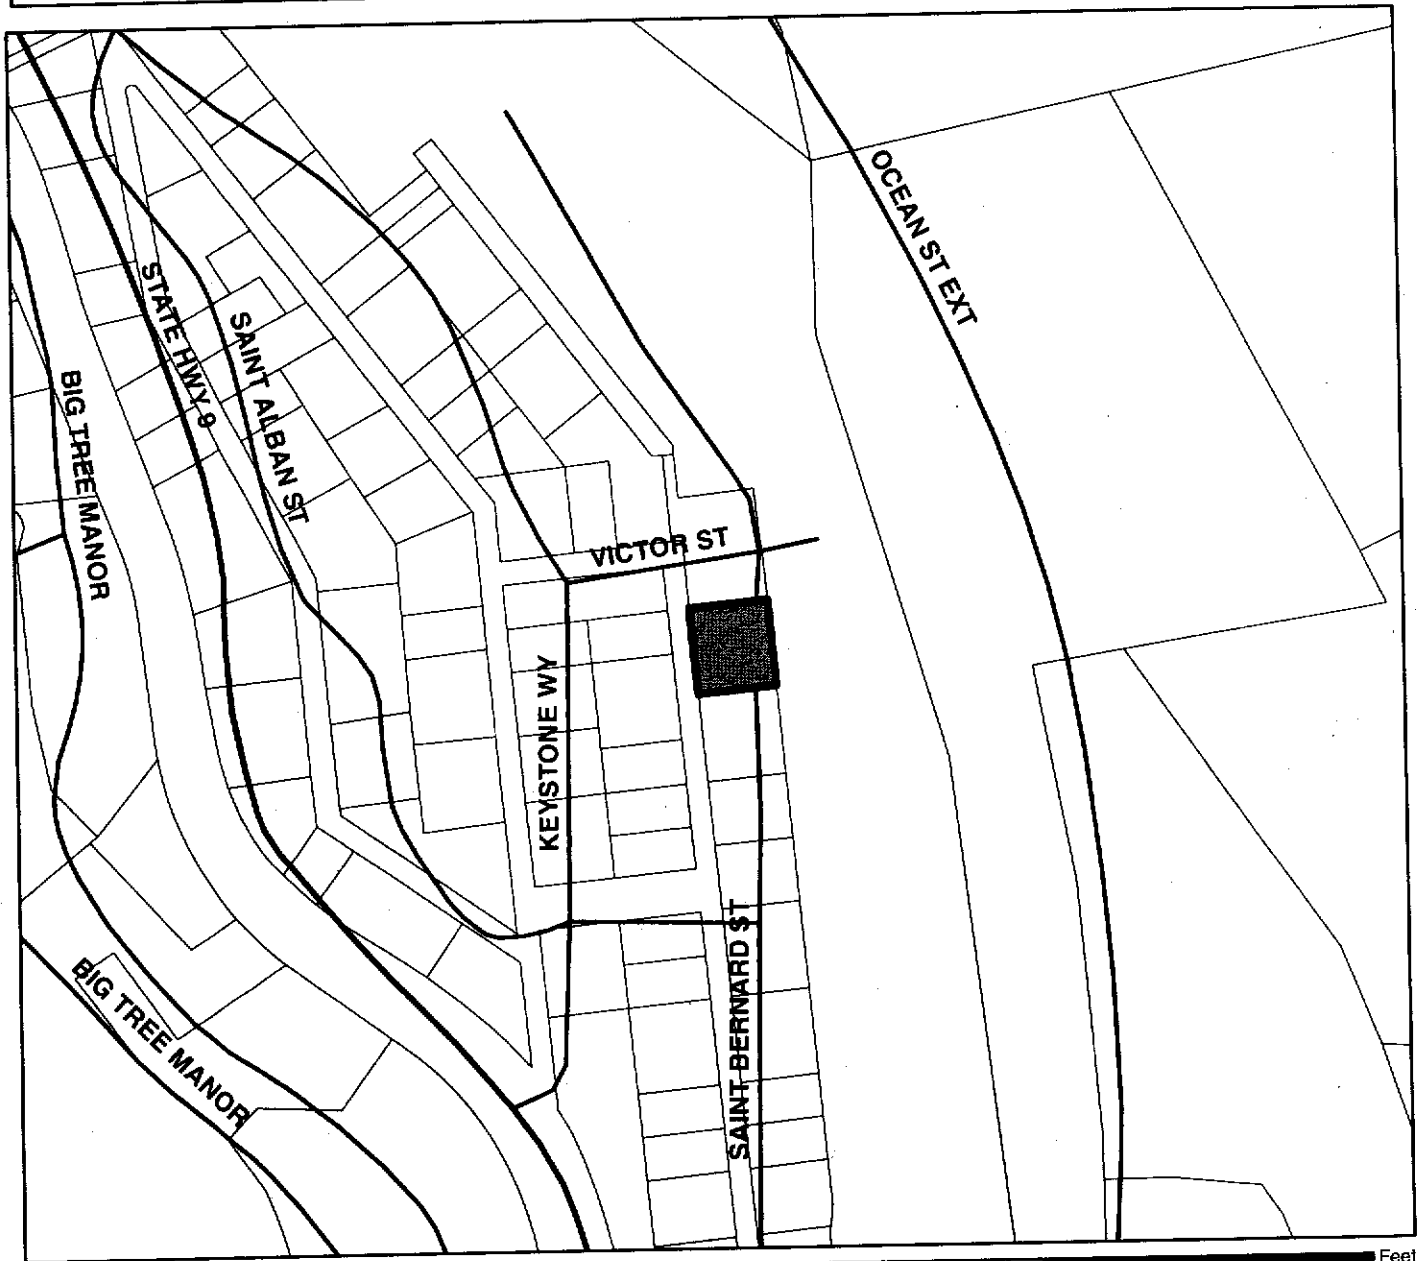 OCEAN ST EXT
STATE HWY 9
SAINT ALBAN ST
BIG TREE MANOR
VICTOR ST
KEYSTONE WY
SAINT BERNARD ST
BIG TREE MANOR
Feet